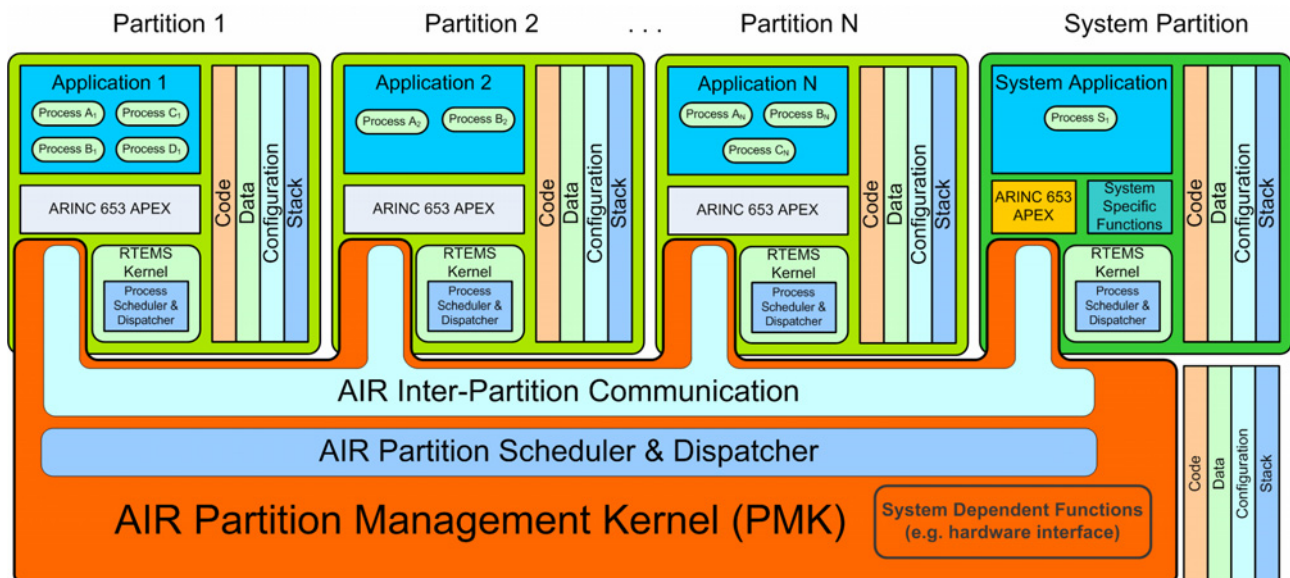 Partition 1
Partition 2
. . .
Partition N
System Partition
Application 1
Process A₁
Process C₁
Process B₁
Process D₁
ARINC 653 APEX
RTEMS
Kernel
Process
Scheduler &
Dispatcher
Code
Data
Configuration
Stack
Application 2
Process A₂
Process B₂
ARINC 653 APEX
RTEMS
Kernel
Process
Scheduler &
Dispatcher
Code
Data
Configuration
Stack
Application N
Process A_N
Process B_N
Process C_N
ARINC 653 APEX
RTEMS
Kernel
Process
Scheduler &
Dispatcher
Code
Data
Configuration
Stack
System Application
Process S₁
ARINC 653
APEX
System
Specific
Functions
RTEMS
Kernel
Process
Scheduler &
Dispatcher
Code
Data
Configuration
Stack
AIR Inter-Partition Communication
AIR Partition Scheduler & Dispatcher
AIR Partition Management Kernel (PMK)
System Dependent Functions
(e.g. hardware interface)
Code
Data
Configuration
Stack